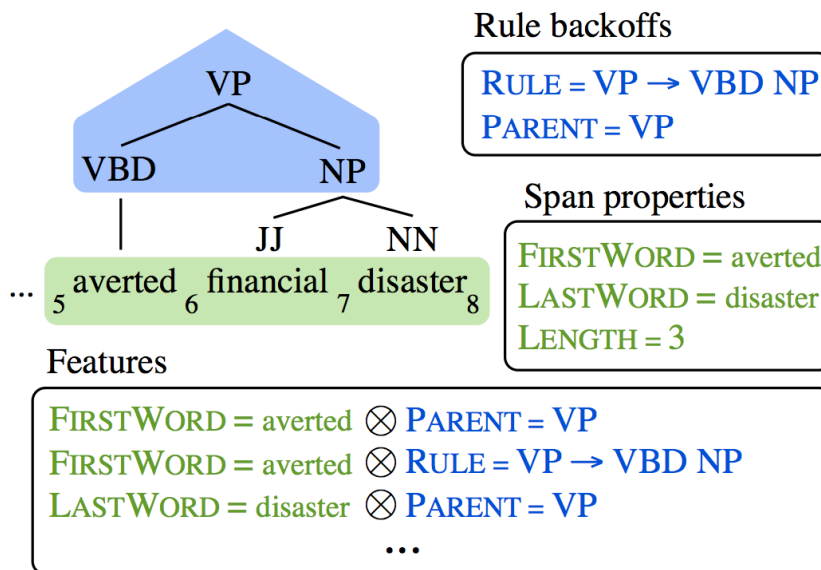 Rule backoffs
RULE = VP → VBD NP
PARENT = VP
VP
VBD NP
JJ NN
... 5 averted 6 financial 7 disaster 8
Span properties
FIRSTWORD = averted
LASTWORD = disaster
LENGTH = 3
Features
FIRSTWORD = averted ⊗ PARENT = VP
FIRSTWORD = averted ⊗ RULE = VP → VBD NP
LASTWORD = disaster ⊗ PARENT = VP
...